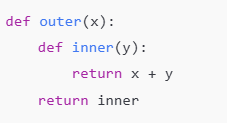 def outer(x):
    def inner(y):
        return x + y
    return inner